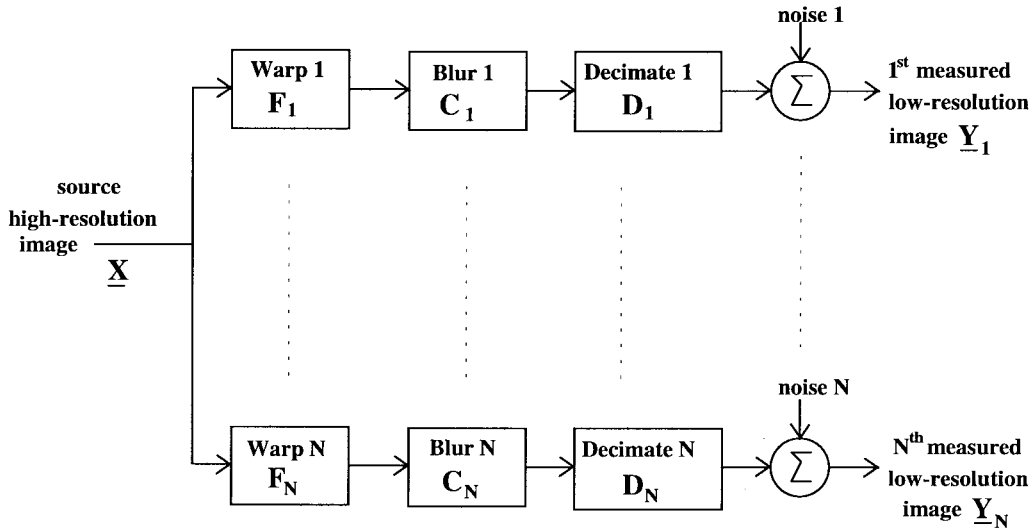 noise 1
Warp 1
F1
Blur 1
C1
Decimate 1
D1
Σ
1st measured
low-resolution
image Y1
source
high-resolution
image
X
noise N
Warp N
FN
Blur N
CN
Decimate N
DN
Σ
Nth measured
low-resolution
image YN